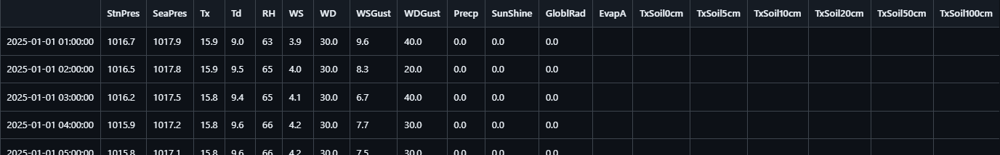 StnPres SeaPres Tx Td RH WS WD WSGust WDGust Precp SunShine GloblRad EvapA TxSoil0cm TxSoil5cm TxSoil10cm TxSoil20cm TxSoil50cm TxSoil100cm
2025-01-01 01:00:00 1016.7 1017.9 15.9 9.0 63 3.9 30.0 9.6 40.0 0.0 0.0 0.0
2025-01-01 02:00:00 1016.5 1017.8 15.9 9.5 65 4.0 30.0 8.3 20.0 0.0 0.0 0.0
2025-01-01 03:00:00 1016.2 1017.5 15.8 9.4 65 4.1 30.0 6.7 40.0 0.0 0.0 0.0
2025-01-01 04:00:00 1015.9 1017.2 15.8 9.6 66 4.2 30.0 7.7 30.0 0.0 0.0 0.0
2025-01-01 05:00:00 1015.8 1017.1 15.8 9.6 66 4.2 30.0 7.5 30.0 0.0 0.0 0.0